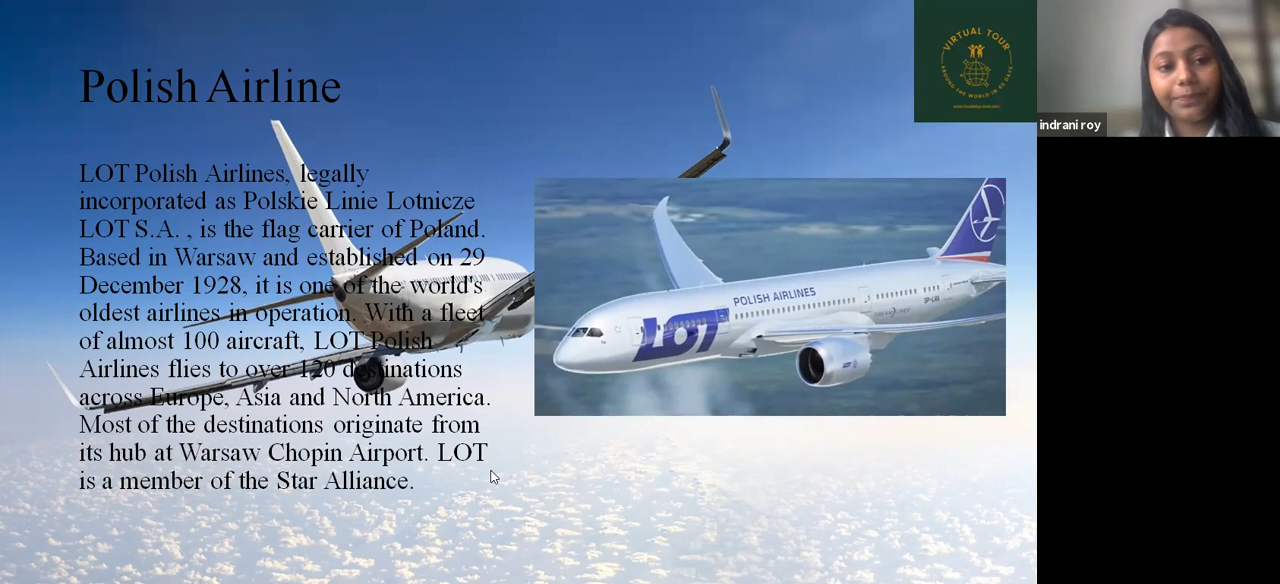 Polish Airline
LOT Polish Airlines, legally
incorporated as Polskie Linie Lotnicze
LOT S.A. , is the flag carrier of Poland.
Based in Warsaw and established on 29
December 1928, it is one of the world's
oldest airlines in operation. With a fleet
of almost 100 aircraft, LOT Polish
Airlines flies to over 120 destinations
across Europe, Asia and North America.
Most of the destinations originate from
its hub at Warsaw Chopin Airport. LOT
is a member of the Star Alliance.
POLISH AIRLINES
LOT
VIRTUAL TOUR
indrani roy